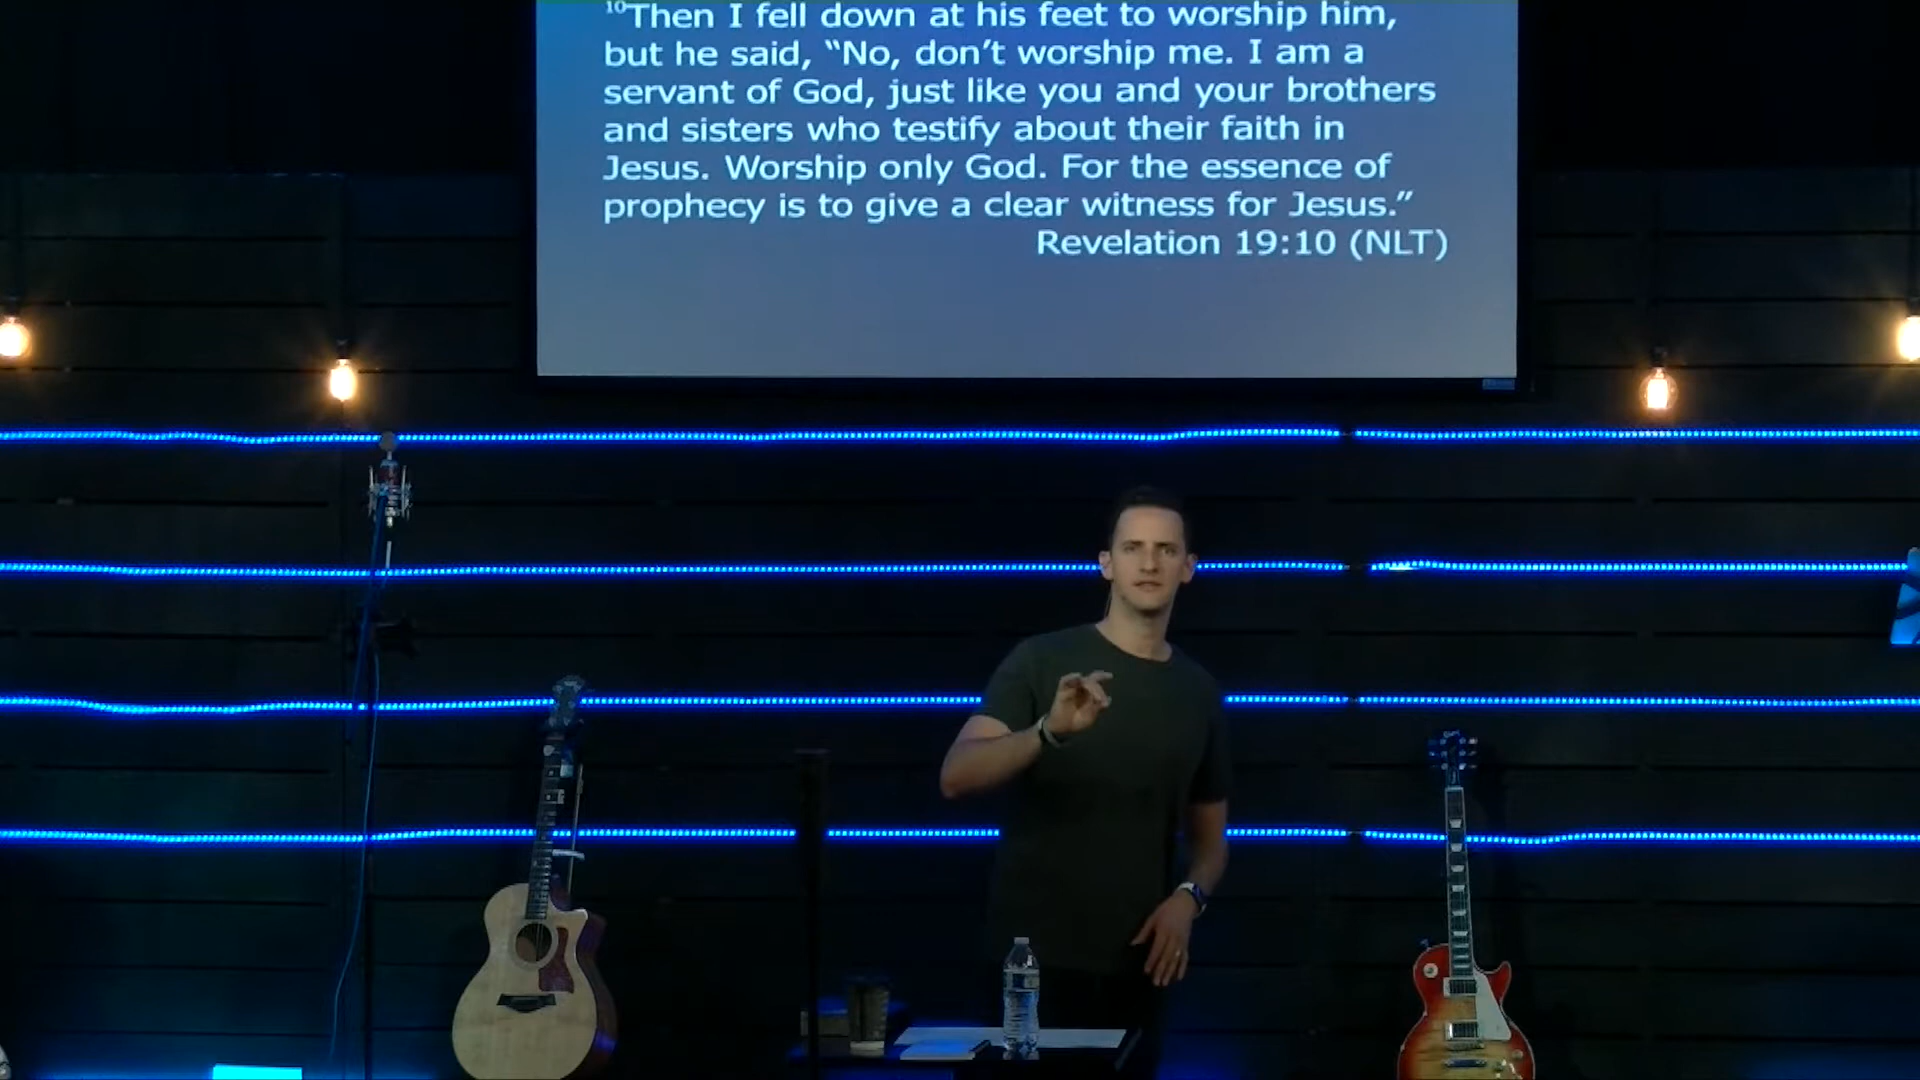 ¹⁰Then I fell down at his feet to worship him,
but he said, “No, don’t worship me. I am a
servant of God, just like you and your brothers
and sisters who testify about their faith in
Jesus. Worship only God. For the essence of
prophecy is to give a clear witness for Jesus.”
Revelation 19:10 (NLT)